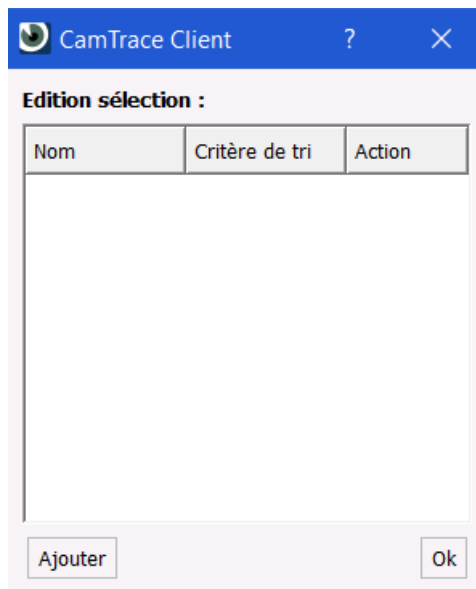 CamTrace Client ?
Edition sélection :
Nom Critère de tri Action
Ajouter Ok